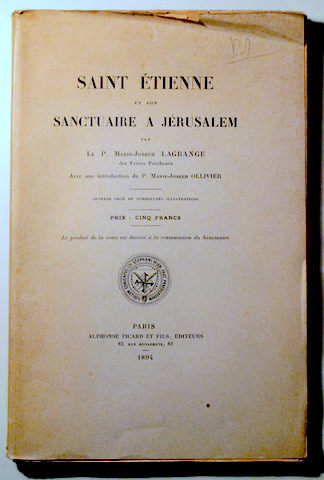 SAINT ÉTIENNE
ET SON
SANCTUAIRE A JÉRUSALEM
PAR
LE P. MARIE-JOSEPH LAGRANGE
des Frères Prêcheurs
Avec une introduction du P. MARIE-JOSEPH OLLIVIER
OUVRAGE ORNÉ DE NOMBREUSES ILLUSTRATIONS
PRIX : CINQ FRANCS
Le produit de la vente est destiné à la restauration du Sanctuaire
PARIS
ALPHONSE PICARD ET FILS, ÉDITEURS
82, RUE BONAPARTE, 82
1894